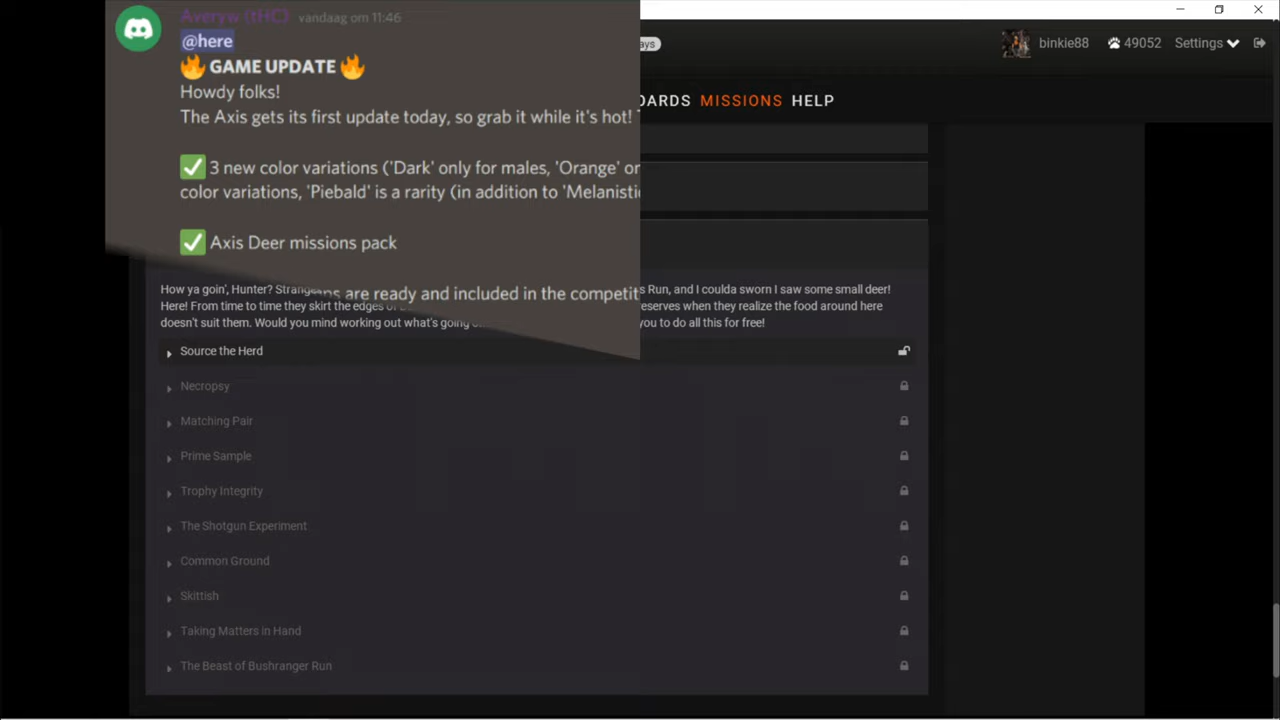 Averyw (tHC) vandaag om 11:46
@here
GAME UPDATE
Howdy folks!
The Axis gets its first update today, so grab it while it's hot!
3 new color variations ('Dark' only for males, 'Orange'
color variations, 'Piebald' is a rarity (in addition to
Axis Deer missions pack
are ready and included in the
binkie88 49052 Settings
MISSIONS HELP
How ya goin', Hunter? Run, and I coulda sworn I saw some small deer!
Here! From time to time they skirt the edges of reserves when they realize the food around here
doesn't suit them. Would you mind working out what's going you to do all this for free!
Source the Herd
Necropsy
Matching Pair
Prime Sample
Trophy Integrity
The Shotgun Experiment
Common Ground
Skittish
Taking Matters in Hand
The Beast of Bushranger Run